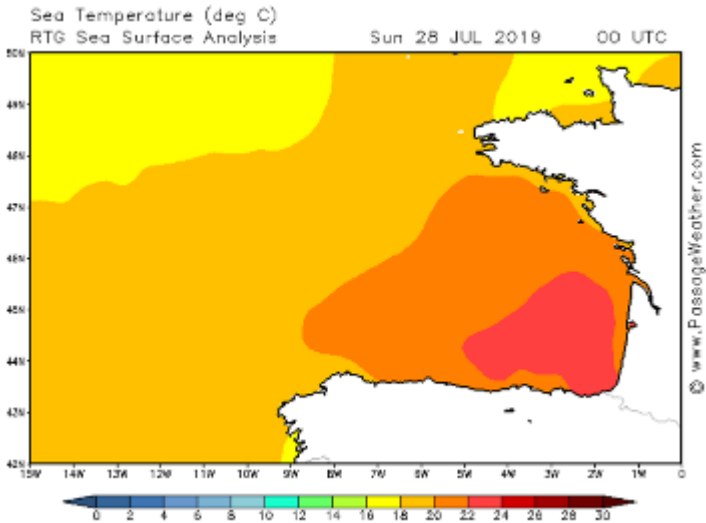 Sea Temperature (deg C)
RTG Sea Surface Analysis Sun 28 JUL 2019 00 UTC
50N
49N
48N
47N
46N
45N
44N
43N
42N
15W 14W 13W 12W 11W 10W 9W 8W 7W 6W 5W 4W 3W 2W 1W 0
0 2 4 6 8 10 12 14 16 18 20 22 24 26 28 30
© www.PassageWeather.com